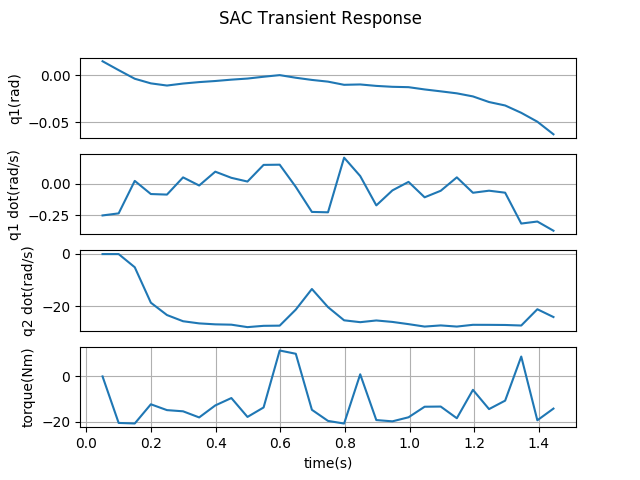 SAC Transient Response
0.00
−0.05
q1(rad)
0.00
−0.25
q1 dot(rad/s)
0
−20
q2 dot(rad/s)
0
−20
torque(Nm)
0.0 0.2 0.4 0.6 0.8 1.0 1.2 1.4
time(s)